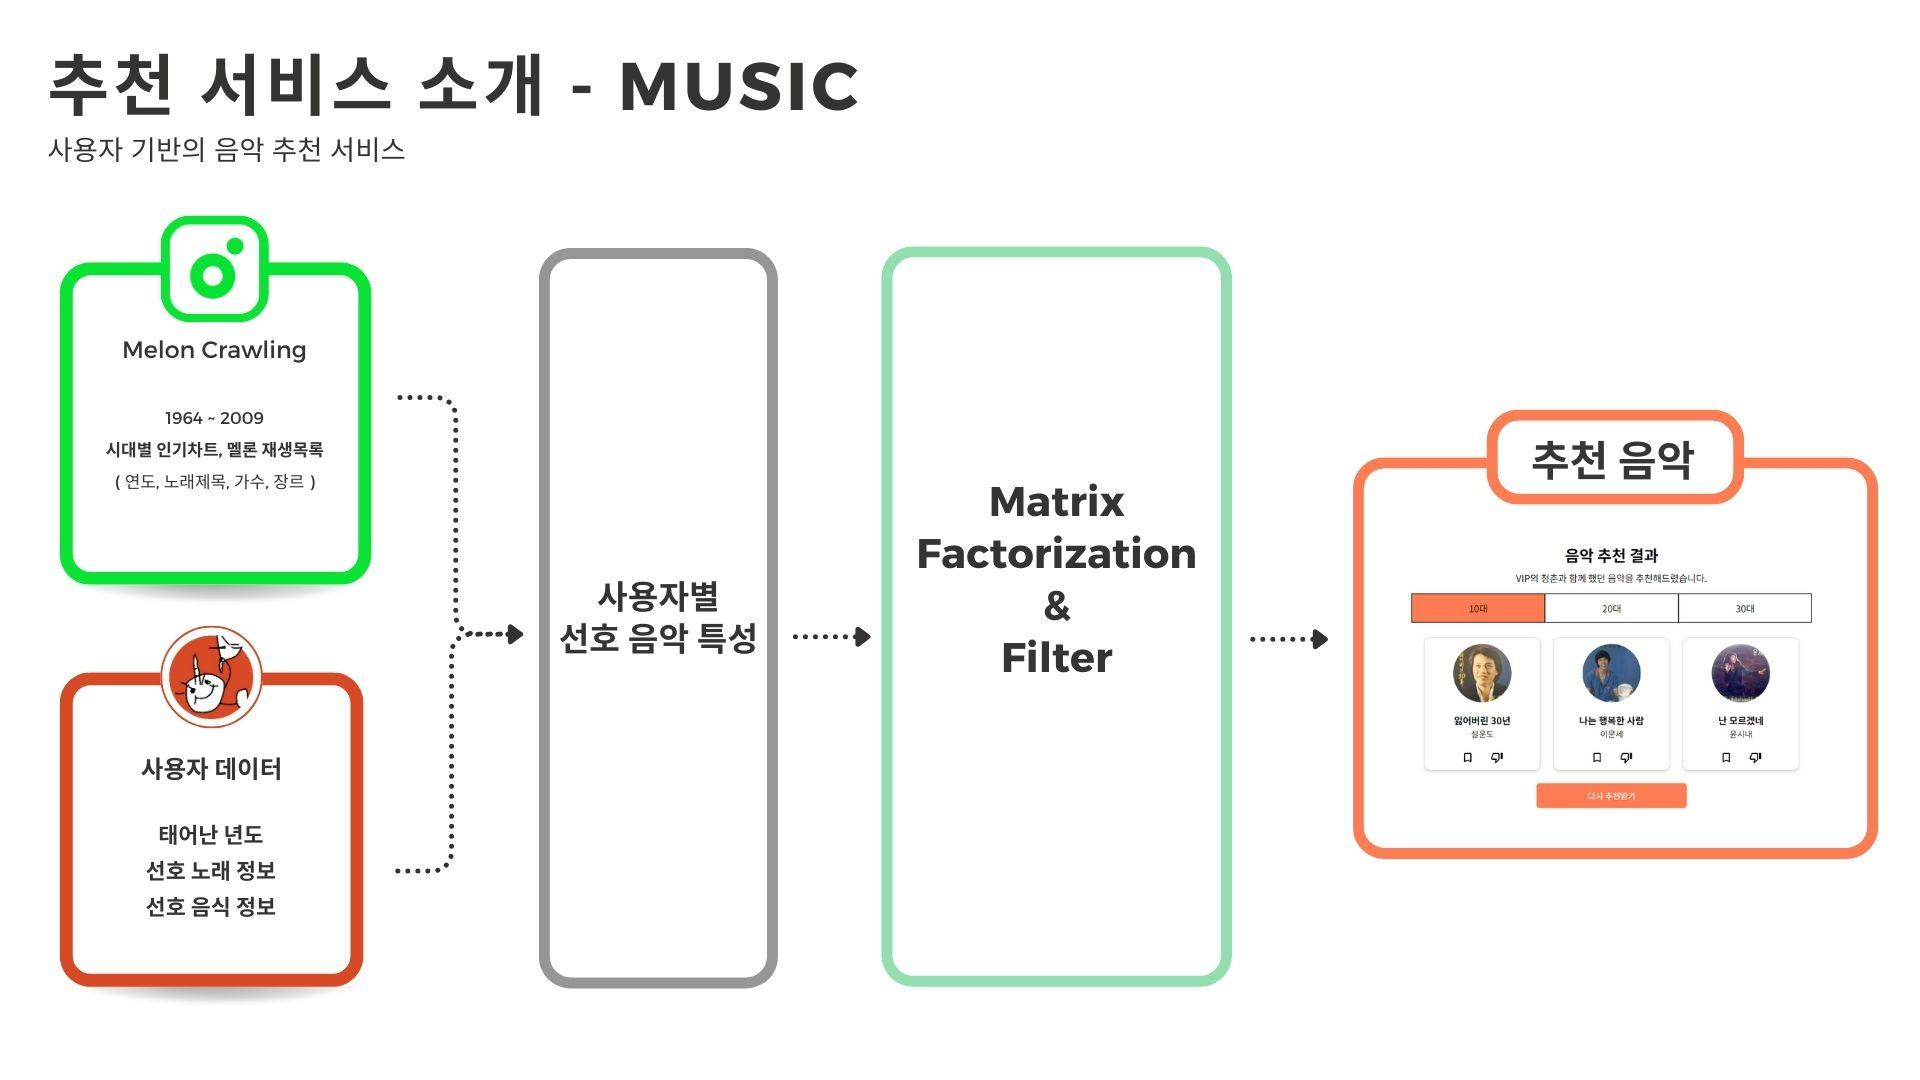 추천 서비스 소개 - MUSIC
사용자 기반의 음악 추천 서비스
Melon Crawling
1964 ~ 2009
시대별 인기차트, 멜론 재생목록
( 연도, 노래제목, 가수, 장르 )
사용자 데이터
태어난 년도
선호 노래 정보
선호 음식 정보
사용자별
선호 음악 특성
Matrix
Factorization
&
Filter
추천 음악
음악 추천 결과
VIP의 청춘과 함께 했던 음악을 추천해드렸습니다.
10대 20대 30대
잃어버린 30년
설운도
나는 행복한 사람
이문세
난 모르겠네
윤시내
다시 추천받기